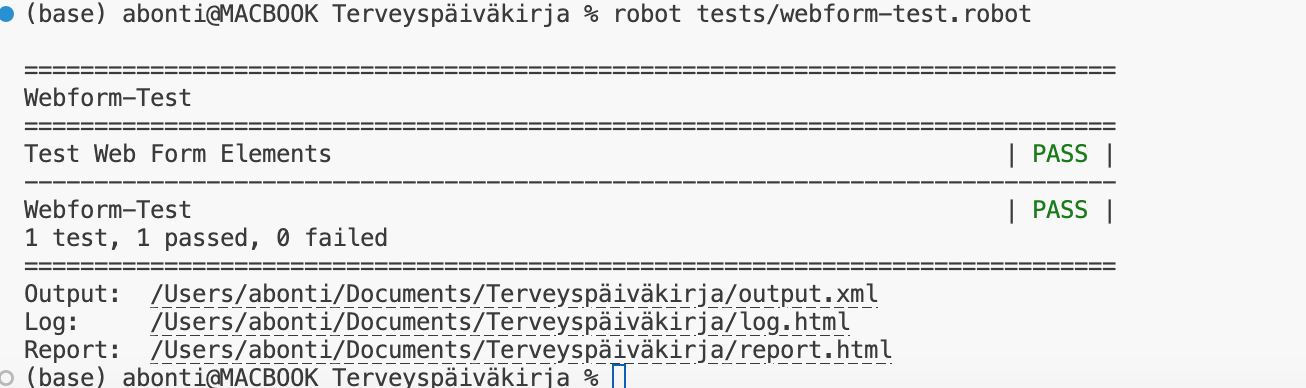 (base) abonti@MACBOOK Terveyspäiväkirja % robot tests/webform-test.robot
==============================================================================
Webform-Test
==============================================================================
Test Web Form Elements                                                | PASS |
------------------------------------------------------------------------------
Webform-Test                                                          | PASS |
1 test, 1 passed, 0 failed
==============================================================================
Output:  /Users/abonti/Documents/Terveyspäiväkirja/output.xml
Log:     /Users/abonti/Documents/Terveyspäiväkirja/log.html
Report:  /Users/abonti/Documents/Terveyspäiväkirja/report.html
(base) abonti@MACBOOK Terveyspäiväkirja %